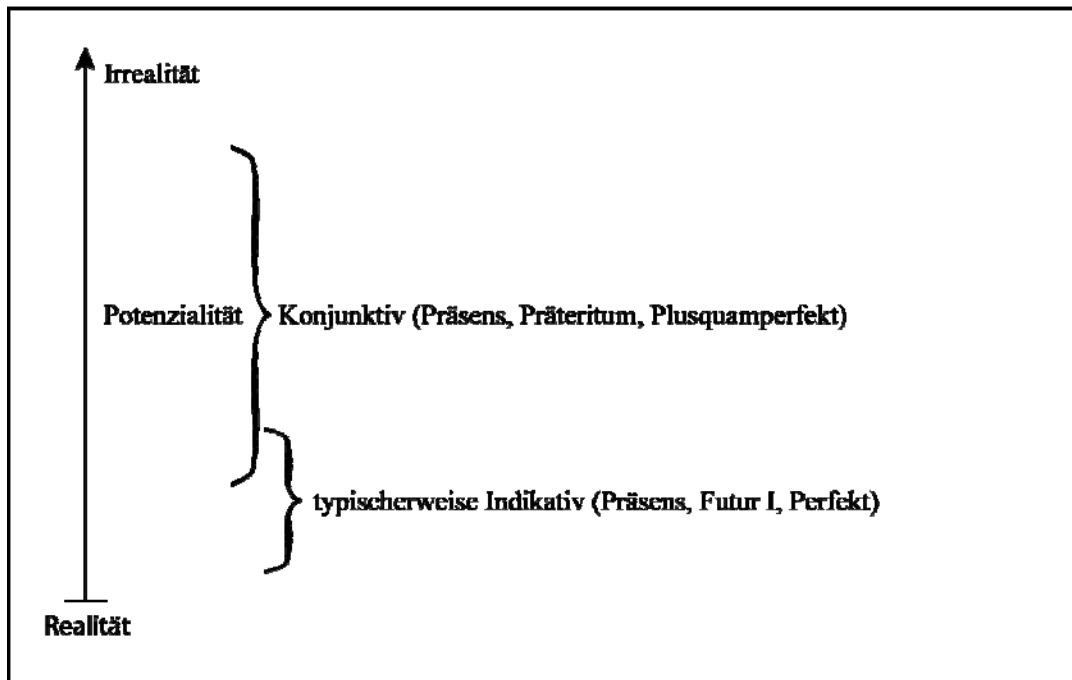 Irrealität
Potenzialität
Konjunktiv (Präsens, Präteritum, Plusquamperfekt)
typischerweise Indikativ (Präsens, Futur I, Perfekt)
Realität